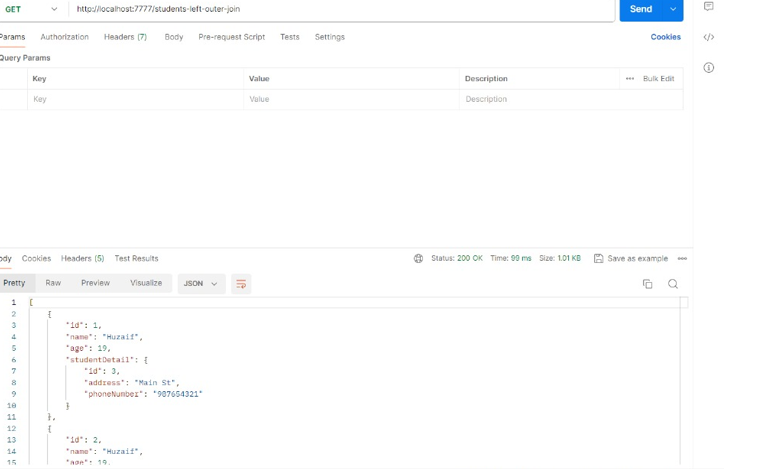 GET http://localhost:7777/students-left-outer-join Send
Params Authorization Headers (7) Body Pre-request Script Tests Settings Cookies
Query Params
Key Value Description Bulk Edit
Key Value Description
Body Cookies Headers (5) Test Results Status: 200 OK Time: 99 ms Size: 1.01 KB Save as example
Pretty Raw Preview Visualize JSON
1 [
2 {
3 "id": 1,
4 "name": "Huzaif",
5 "age": 19,
6 "studentDetail": {
7 "id": 3,
8 "address": "Main St",
9 "phoneNumber": "987654321"
10 }
11 },
12 {
13 "id": 2,
14 "name": "Huzaif",
15 "age": 19,